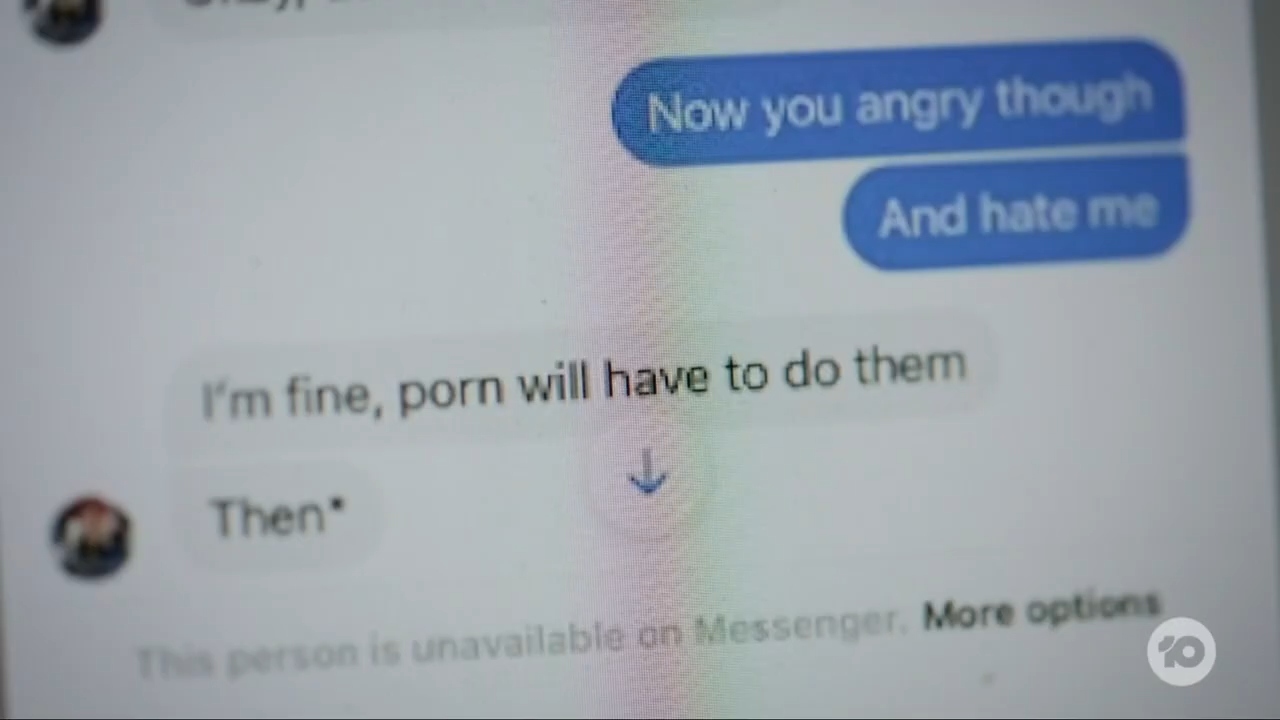 Now you angry though
And hate me
I'm fine, porn will have to do them
Then*
This person is unavailable on Messenger. More options
10